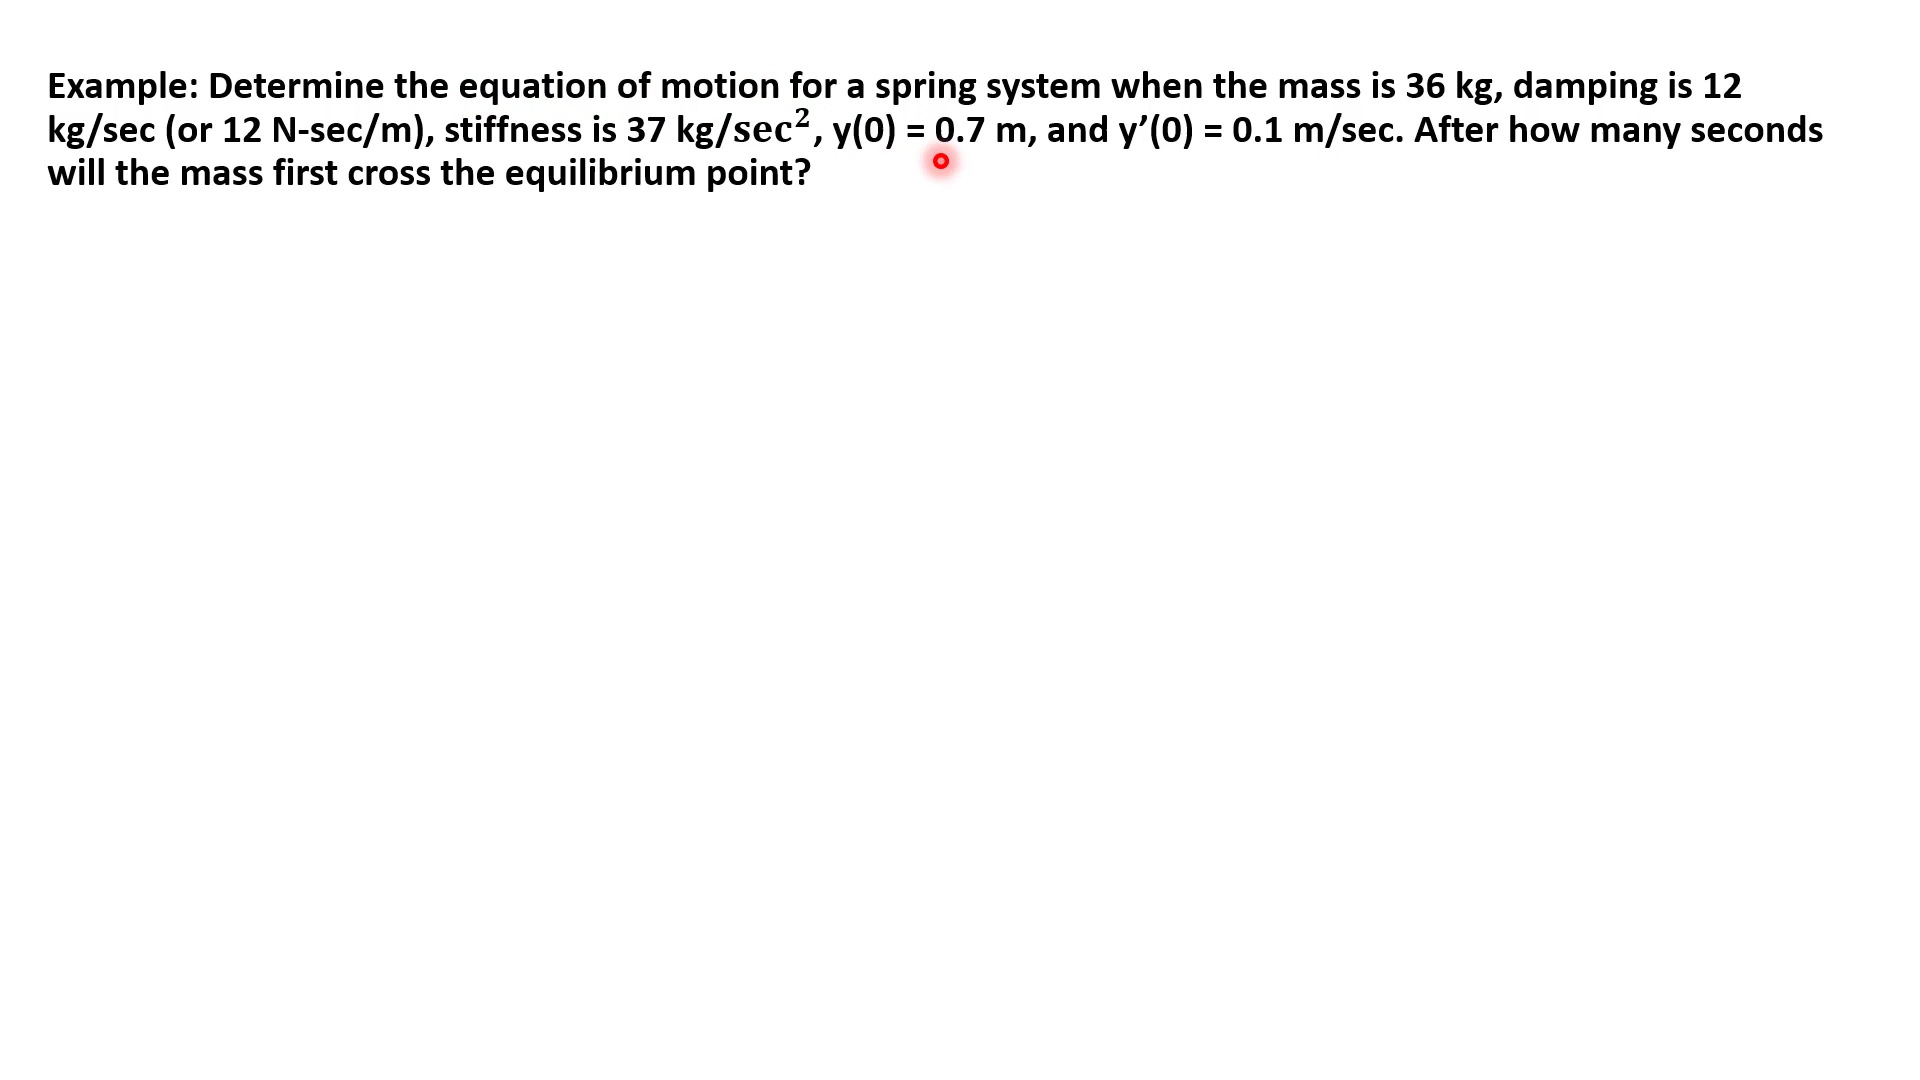 Example: Determine the equation of motion for a spring system when the mass is 36 kg, damping is 12
kg/sec (or 12 N-sec/m), stiffness is 37 kg/sec², y(0) = 0.7 m, and y’(0) = 0.1 m/sec. After how many seconds
will the mass first cross the equilibrium point?